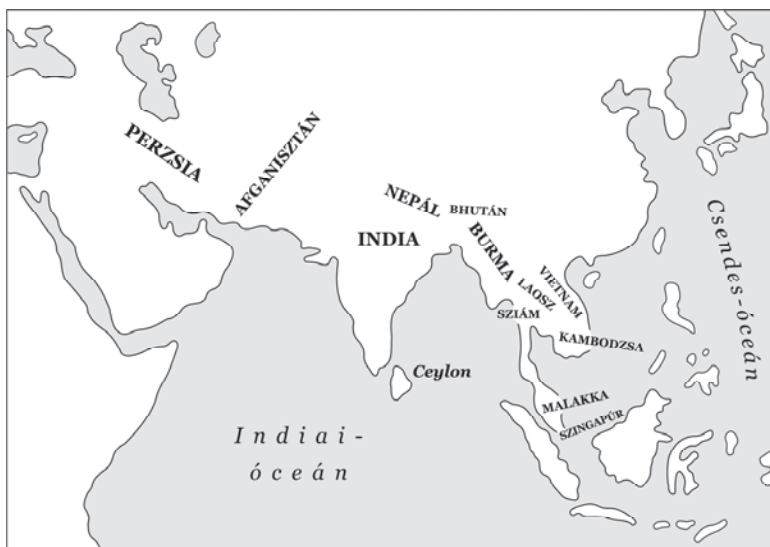 PERZSIA
AFGANISZTÁN
NEPÁL
BHUTÁN
INDIA
BURMA
LAOSZ
VIETNAM
SZIÁM
KAMBODZSA
Ceylon
MALAKKA
SZINGAPÚR
Indiai-
óceán
Csendes-óceán